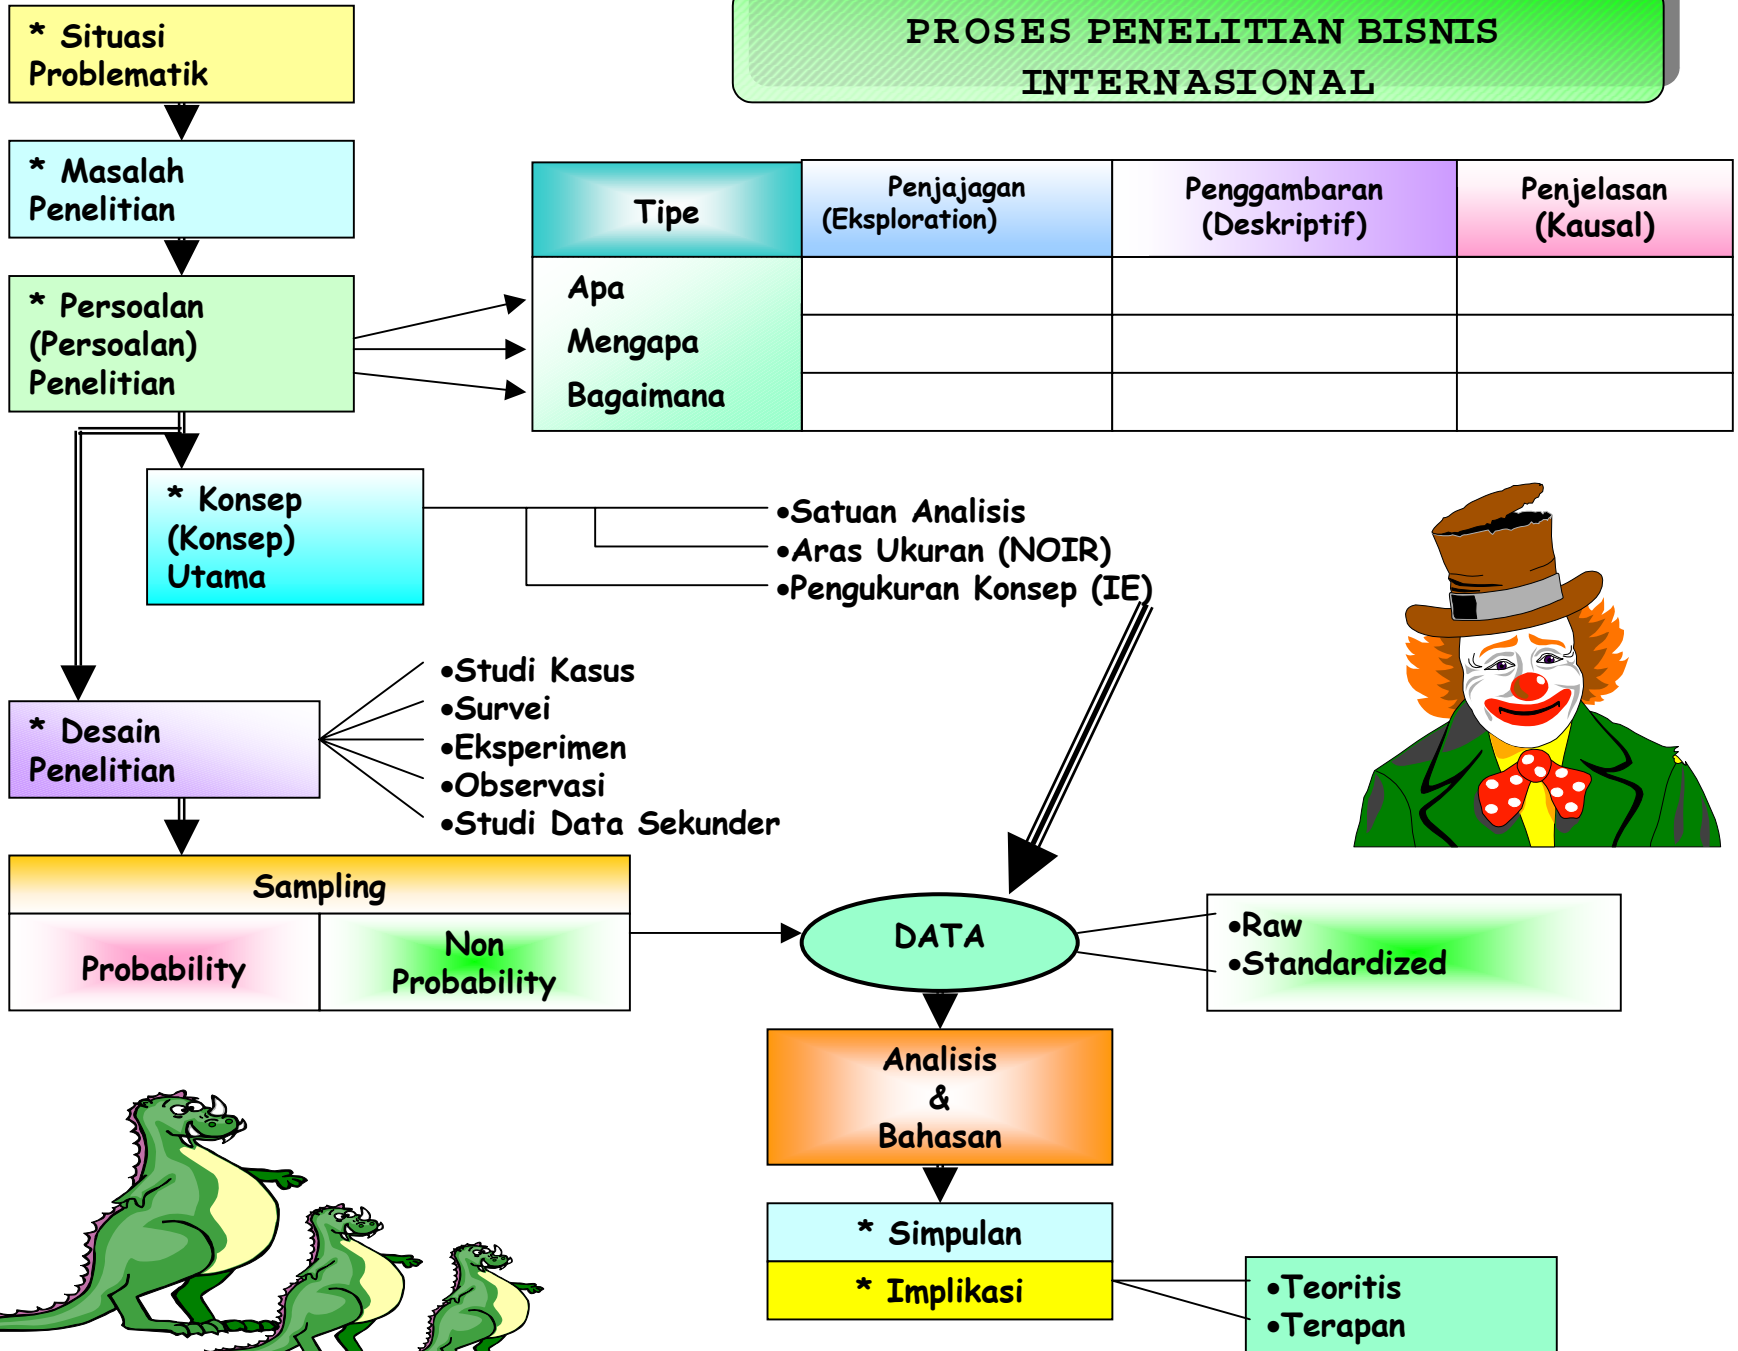 PROSES PENELITIAN BISNIS
INTERNASIONAL
* Situasi
Problematik
* Masalah
Penelitian
* Persoalan
(Persoalan)
Penelitian
Tipe
Penjajagan
(Eksploration)
Penggambaran
(Deskriptif)
Penjelasan
(Kausal)
Apa
Mengapa
Bagaimana
* Konsep
(Konsep)
Utama
•Satuan Analisis
•Aras Ukuran (NOIR)
•Pengukuran Konsep (IE)
* Desain
Penelitian
•Studi Kasus
•Survei
•Eksperimen
•Observasi
•Studi Data Sekunder
Sampling
Probability
Non
Probability
DATA
•Raw
•Standardized
Analisis
&
Bahasan
* Simpulan
* Implikasi
•Teoritis
•Terapan